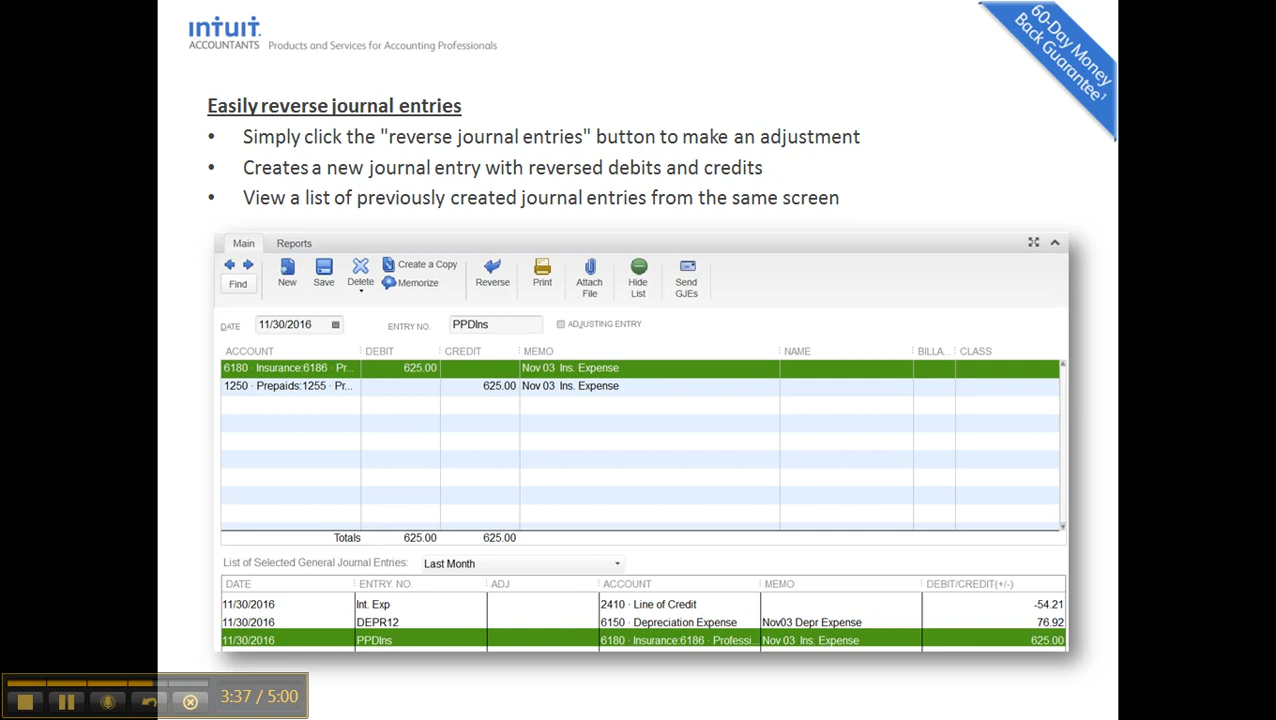 intuit.
ACCOUNTANTS Products and Services for Accounting Professionals
60-Day Money
Back Guarantee¹
Easily reverse journal entries
• Simply click the "reverse journal entries" button to make an adjustment
• Creates a new journal entry with reversed debits and credits
• View a list of previously created journal entries from the same screen
Main Reports
Find New Save Delete Create a Copy Memorize Reverse Print Attach File Hide List Send GJEs
DATE 11/30/2016 ENTRY NO. PPDIns ADJUSTING ENTRY
ACCOUNT DEBIT CREDIT MEMO NAME BILLA... CLASS
6180 · Insurance:6186 · Pr... 625.00 Nov 03 Ins. Expense
1250 · Prepaids:1255 · Pr... 625.00 Nov 03 Ins. Expense
Totals 625.00 625.00
List of Selected General Journal Entries: Last Month
DATE ENTRY. NO. ADJ ACCOUNT MEMO DEBIT/CREDIT(+/-)
11/30/2016 Int. Exp 2410 · Line of Credit -54.21
11/30/2016 DEPR12 6150 · Depreciation Expense Nov03 Depr Expense 76.92
11/30/2016 PPDIns 6180 · Insurance:6186 · Professi... Nov 03 Ins. Expense 625.00
3:37 / 5:00